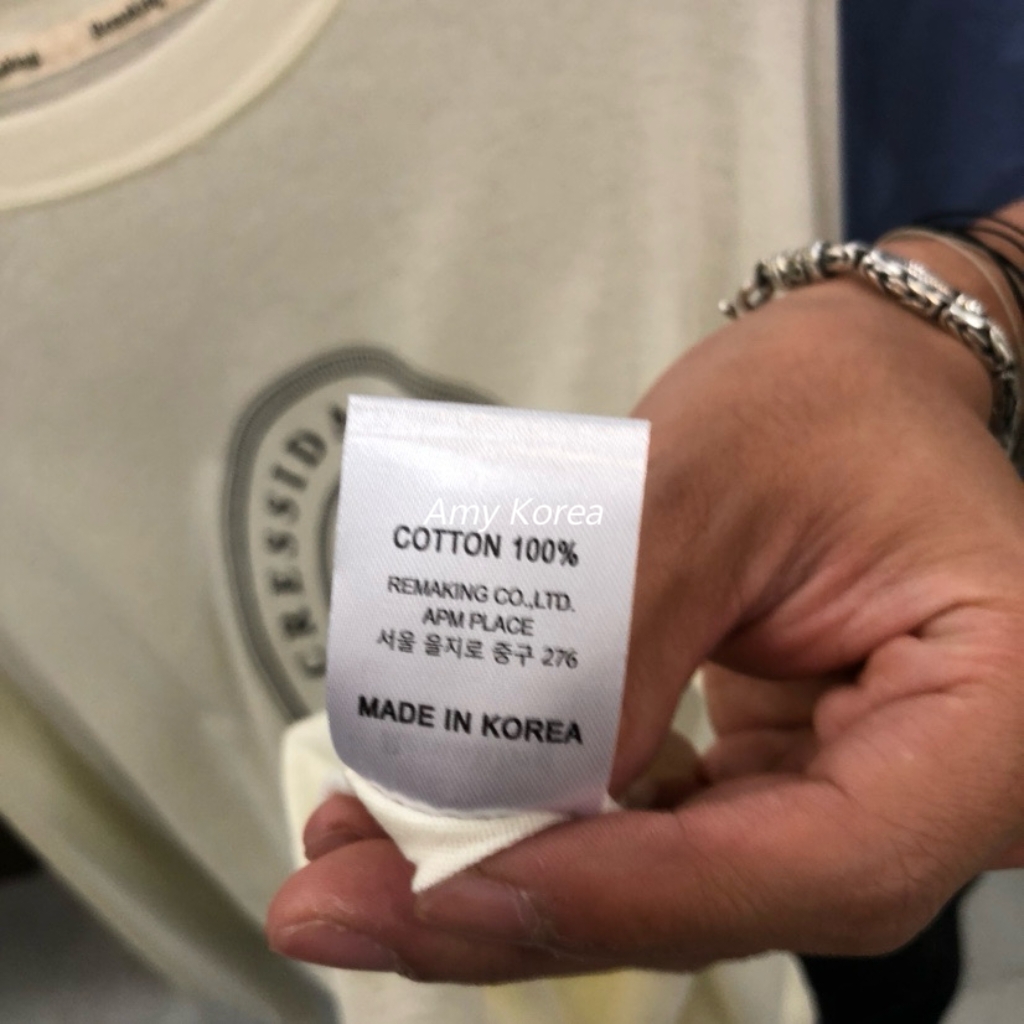 CRESSIDA
Amy Korea
COTTON 100%
REMAKING CO.,LTD.
APM PLACE
서울 을지로 중구 276
MADE IN KOREA